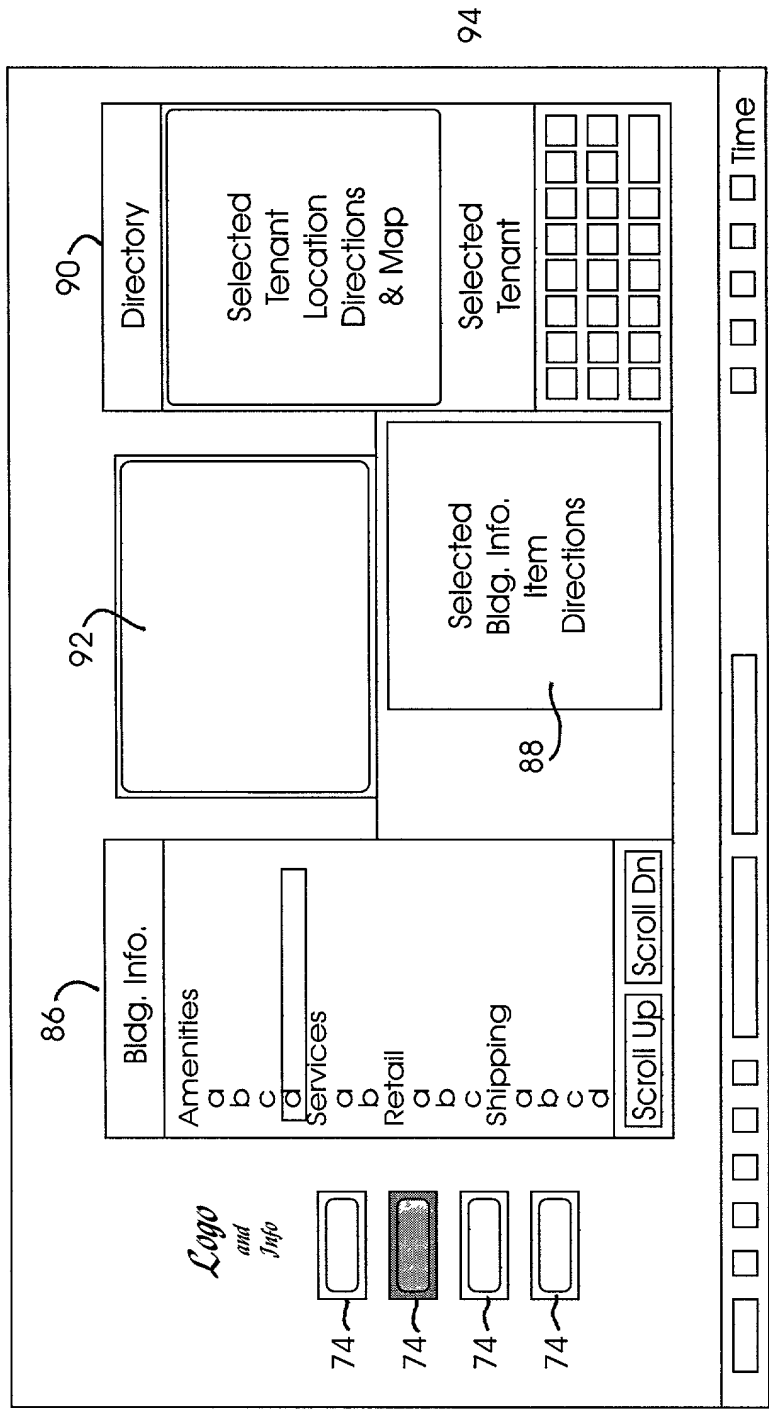 94
Logo
and
Info
74
74
74
74
86
Bldg. Info.
Amenities
a
b
c
d
Services
a
b
Retail
a
b
c
Shipping
a
b
c
d
Scroll Up
Scroll Dn
92
88
Selected
Bldg. Info.
Item
Directions
90
Directory
Selected
Tenant
Location
Directions
& Map
Selected
Tenant
Time